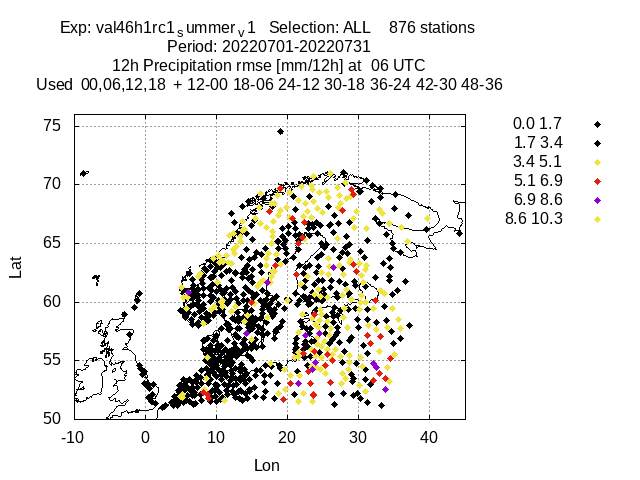 Exp: val46h1rc1summerv1 Selection: ALL 876 stations
Period: 20220701-20220731
12h Precipitation rmse [mm/12h] at 06 UTC
Used 00,06,12,18 + 12-00 18-06 24-12 30-18 36-24 42-30 48-36
0.0 1.7
1.7 3.4
3.4 5.1
5.1 6.9
6.9 8.6
8.6 10.3
75
70
65
60
55
50
Lat
-10 0 10 20 30 40
Lon